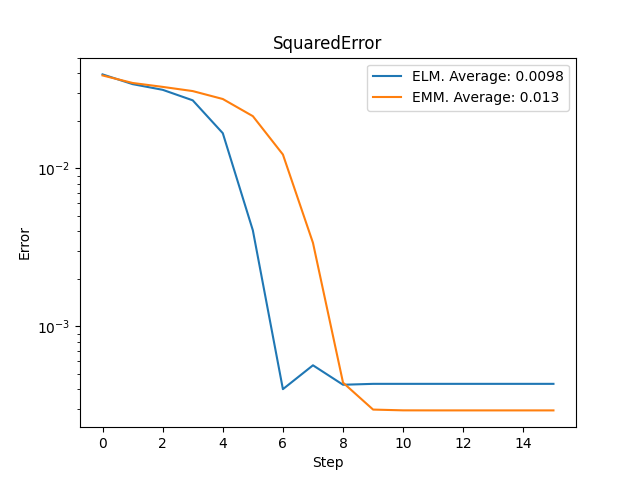 SquaredError
ELM. Average: 0.0098
EMM. Average: 0.013
Error
10⁻²
10⁻³
0 2 4 6 8 10 12 14
Step